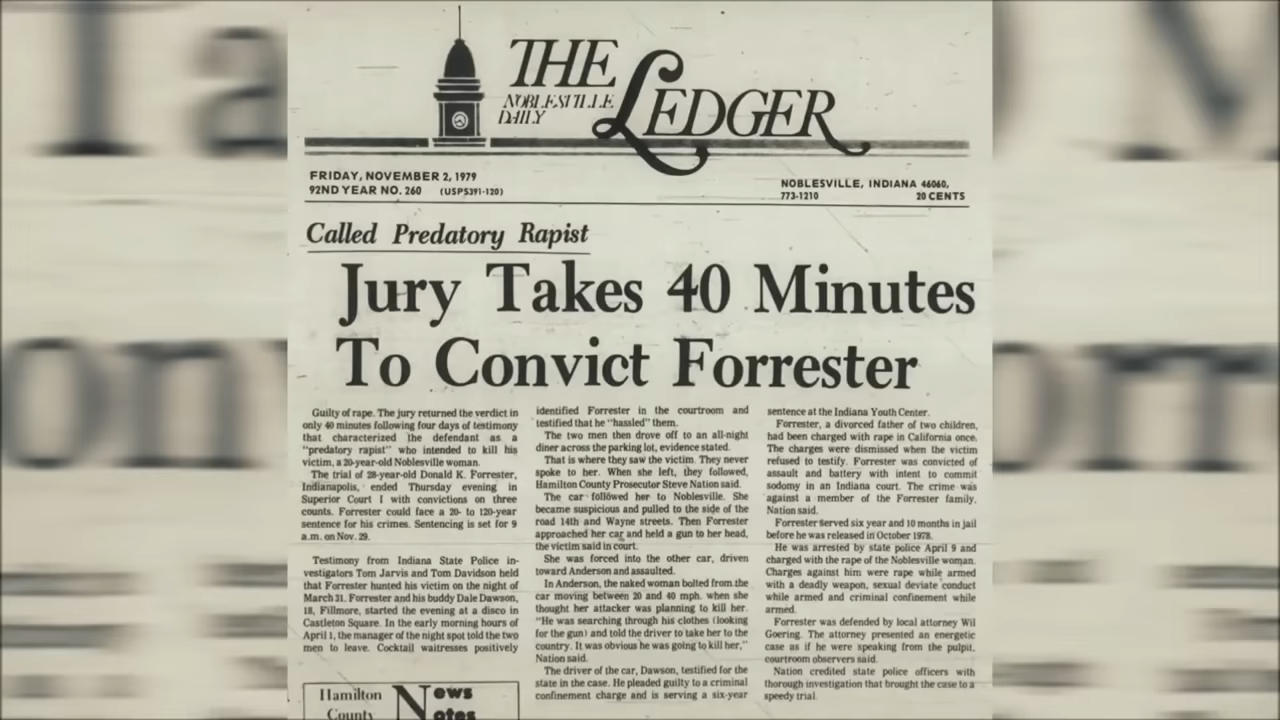 THE
NOBLESVILLE
DAILY
LEDGER
FRIDAY, NOVEMBER 2, 1979
92ND YEAR NO. 260 (USPS391-120)
NOBLESVILLE, INDIANA 46060,
773-1210 20 CENTS
Called Predatory Rapist
Jury Takes 40 Minutes
To Convict Forrester
Guilty of rape. The jury returned the verdict in
only 40 minutes following four days of testimony
that characterized the defendant as a
"predatory rapist" who intended to kill his
victim, a 20-year-old Noblesville woman.
The trial of 28-year-old Donald K. Forrester,
Indianapolis, ended Thursday evening in
Superior Court I with convictions on three
counts. Forrester could face a 20- to 120-year
sentence for his crimes. Sentencing is set for 9
a.m. on Nov. 29.
Testimony from Indiana State Police in-
vestigators Tom Jarvis and Tom Davidson held
that Forrester hunted his victim on the night of
March 31. Forrester and his buddy Dale Dawson,
18, Fillmore, started the evening at a disco in
Castleton Square. In the early morning hours of
April 1, the manager of the night spot told the two
men to leave. Cocktail waitresses positively
identified Forrester in the courtroom and
testified that he "hassled" them.
The two men then drove off to an all-night
diner across the parking lot, evidence stated.
That is where they saw the victim. They never
spoke to her. When she left, they followed,
Hamilton County Prosecutor Steve Nation said.
The car followed her to Noblesville. She
became suspicious and pulled to the side of the
road 14th and Wayne streets. Then Forrester
approached her car and held a gun to her head,
the victim said in court.
She was forced into the other car, driven
toward Anderson and assaulted.
In Anderson, the naked woman bolted from the
car moving between 20 and 40 mph. when she
thought her attacker was planning to kill her.
"He was searching through his clothes (looking
for the gun) and told the driver to take her to the
country. It was obvious he was going to kill her,"
Nation said.
The driver of the car, Dawson, testified for the
state in the case. He pleaded guilty to a criminal
confinement charge and is serving a six-year
sentence at the Indiana Youth Center.
Forrester, a divorced father of two children,
had been charged with rape in California once.
The charges were dismissed when the victim
refused to testify. Forrester was convicted of
assault and battery with intent to commit
sodomy in an Indiana court. The crime was
against a member of the Forrester family,
Nation said.
Forrester served six year and 10 months in jail
before he was released in October 1978.
He was arrested by state police April 9 and
charged with the rape of the Noblesville woman.
Charges against him were rape while armed
with a deadly weapon, sexual deviate conduct
while armed and criminal confinement while
armed.
Forrester was defended by local attorney Wil
Goering. The attorney presented an energetic
case as if he were speaking from the pulpit,
courtroom observers said.
Nation credited state police officers with
thorough investigation that brought the case to a
speedy trial.
Hamilton
County
News
Notes